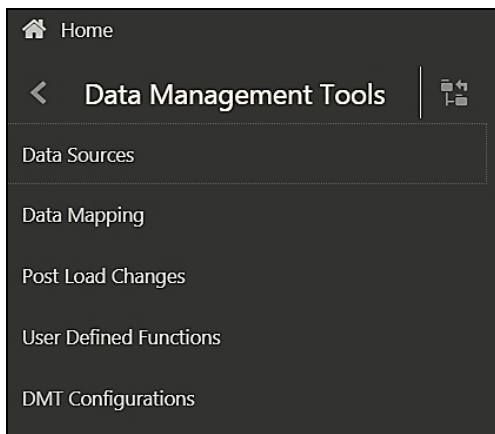 Home
Data Management Tools
Data Sources
Data Mapping
Post Load Changes
User Defined Functions
DMT Configurations